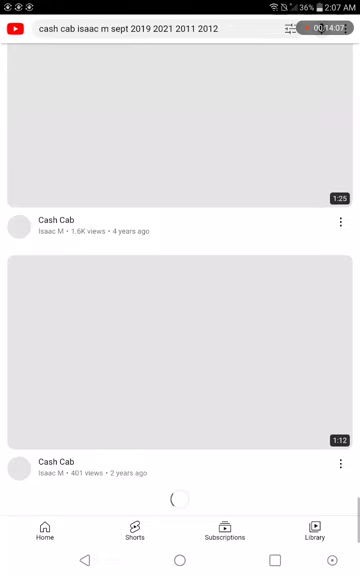 36% 2:07 AM
cash cab isaac m sept 2019 2021 2011 2012
00:14:07
1:25
Cash Cab
Isaac M • 1.6K views • 4 years ago
1:12
Cash Cab
Isaac M • 401 views • 2 years ago
Home Shorts Subscriptions Library